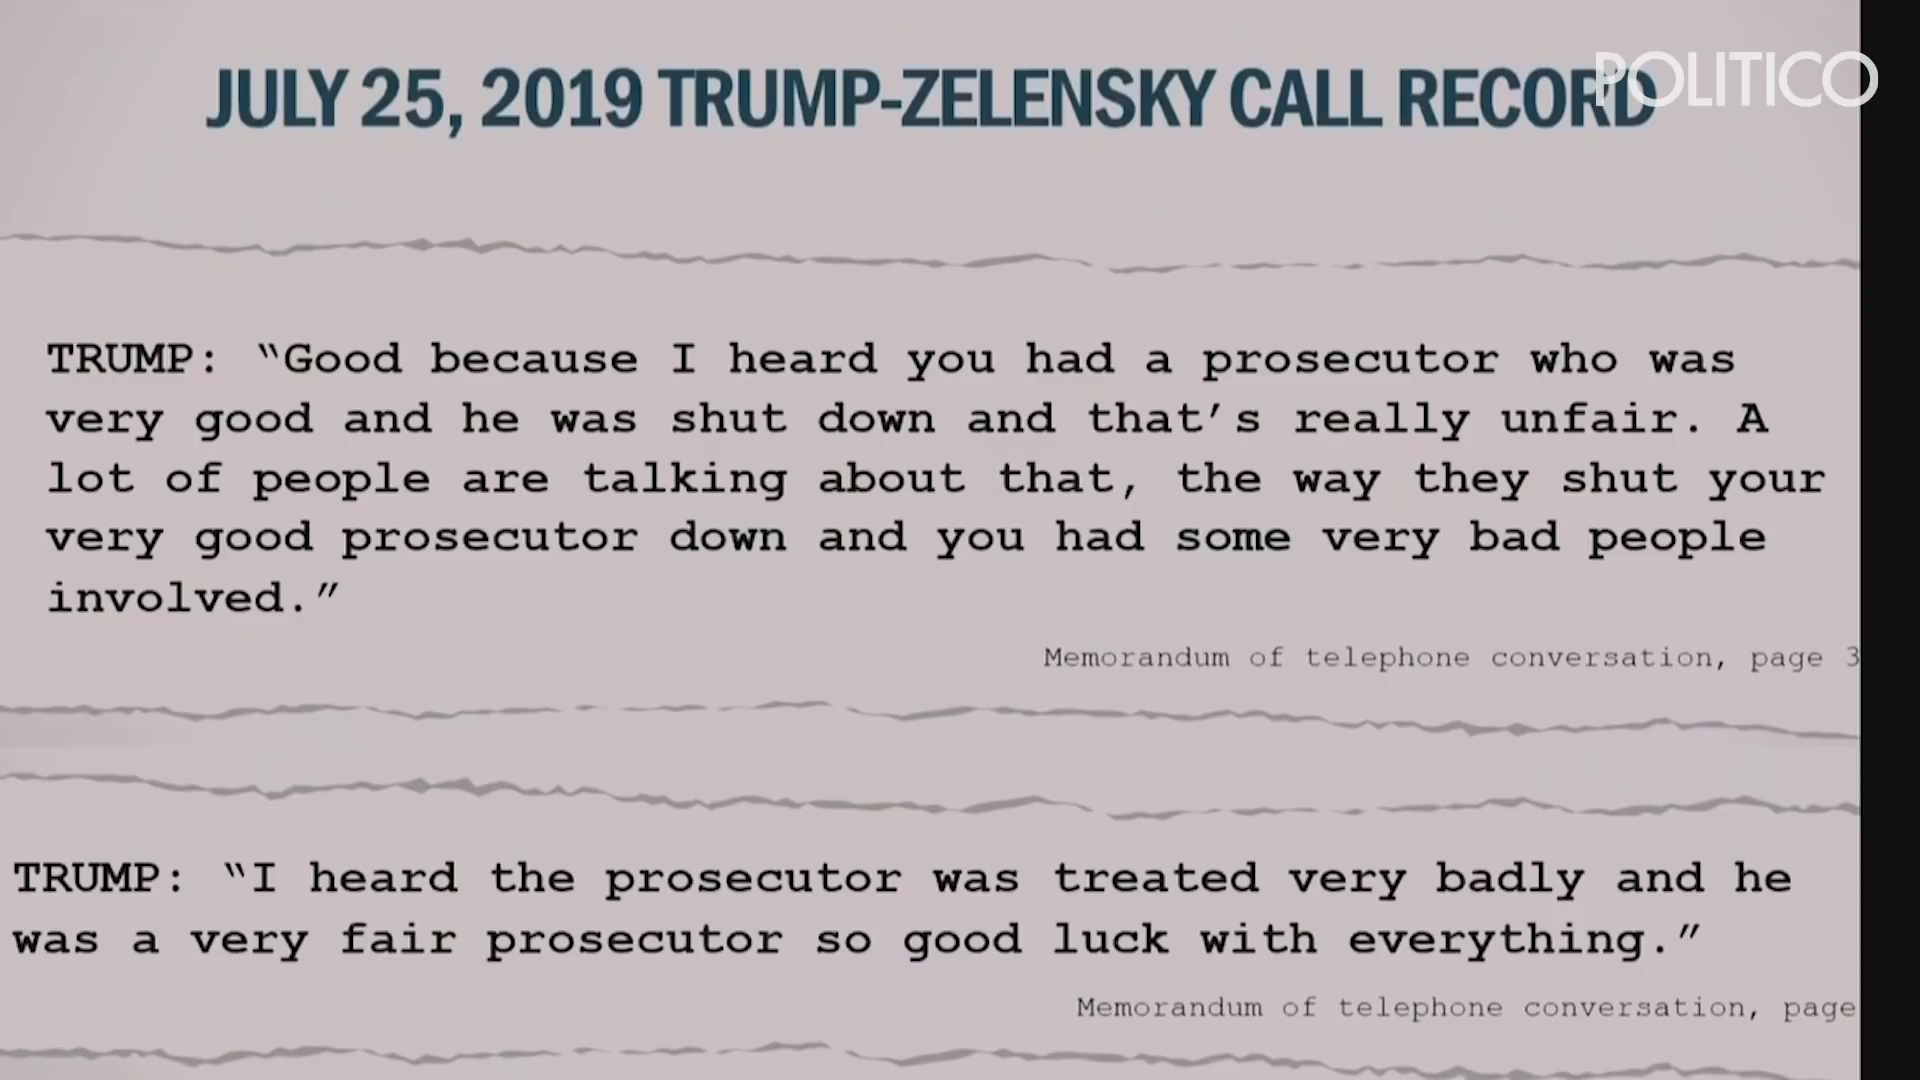 POLITICO
JULY 25, 2019 TRUMP-ZELENSKY CALL RECORD
TRUMP: “Good because I heard you had a prosecutor who was
very good and he was shut down and that’s really unfair. A
lot of people are talking about that, the way they shut your
very good prosecutor down and you had some very bad people
involved.”
Memorandum of telephone conversation, page 3
TRUMP: “I heard the prosecutor was treated very badly and he
was a very fair prosecutor so good luck with everything.”
Memorandum of telephone conversation, page